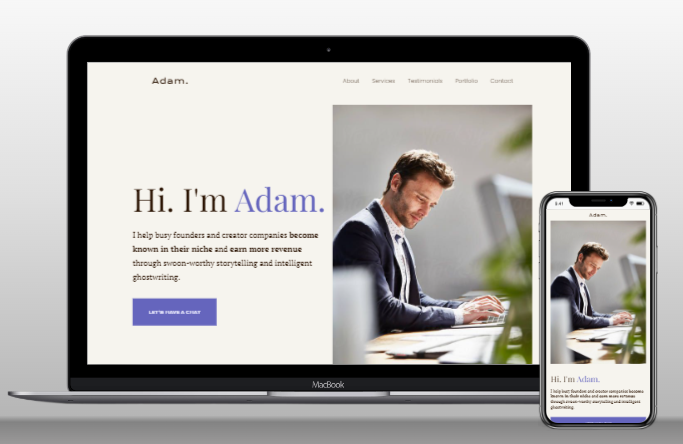 Adam.
About Services Testimonials Portfolio Contact
Hi. I'm Adam.
I help busy founders and creator companies become
known in their niche and earn more revenue
through swoon-worthy storytelling and intelligent
ghostwriting.
LET'S HAVE A CHAT
MacBook
9:41
Adam.
Hi. I'm Adam.
I help busy founders and creator companies become
known in their niche and earn more revenue
through swoon-worthy storytelling and intelligent
ghostwriting.